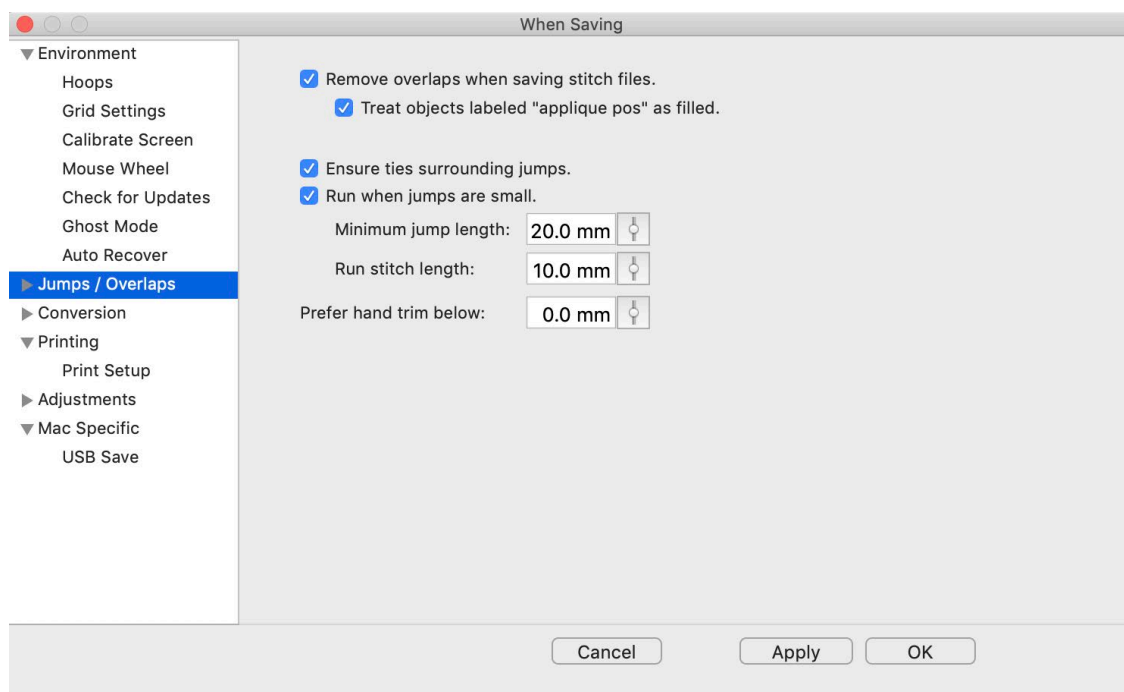 When Saving
Environment
Hoops
Grid Settings
Calibrate Screen
Mouse Wheel
Check for Updates
Ghost Mode
Auto Recover
Jumps / Overlaps
Conversion
Printing
Print Setup
Adjustments
Mac Specific
USB Save
Remove overlaps when saving stitch files.
Treat objects labeled "applique pos" as filled.
Ensure ties surrounding jumps.
Run when jumps are small.
Minimum jump length: 20.0 mm
Run stitch length: 10.0 mm
Prefer hand trim below: 0.0 mm
Cancel Apply OK